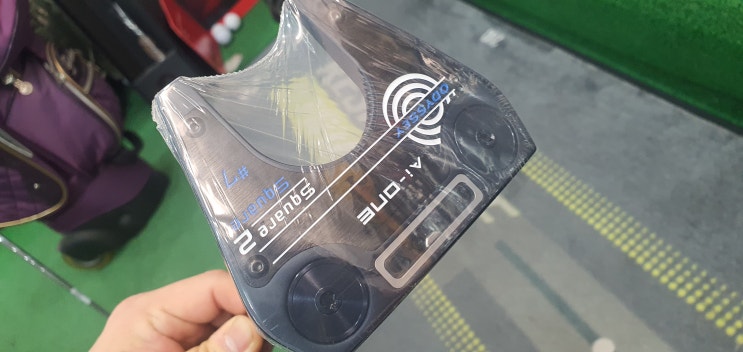 ODYSSEY
Ai-ONE
Square 2
Square
#7